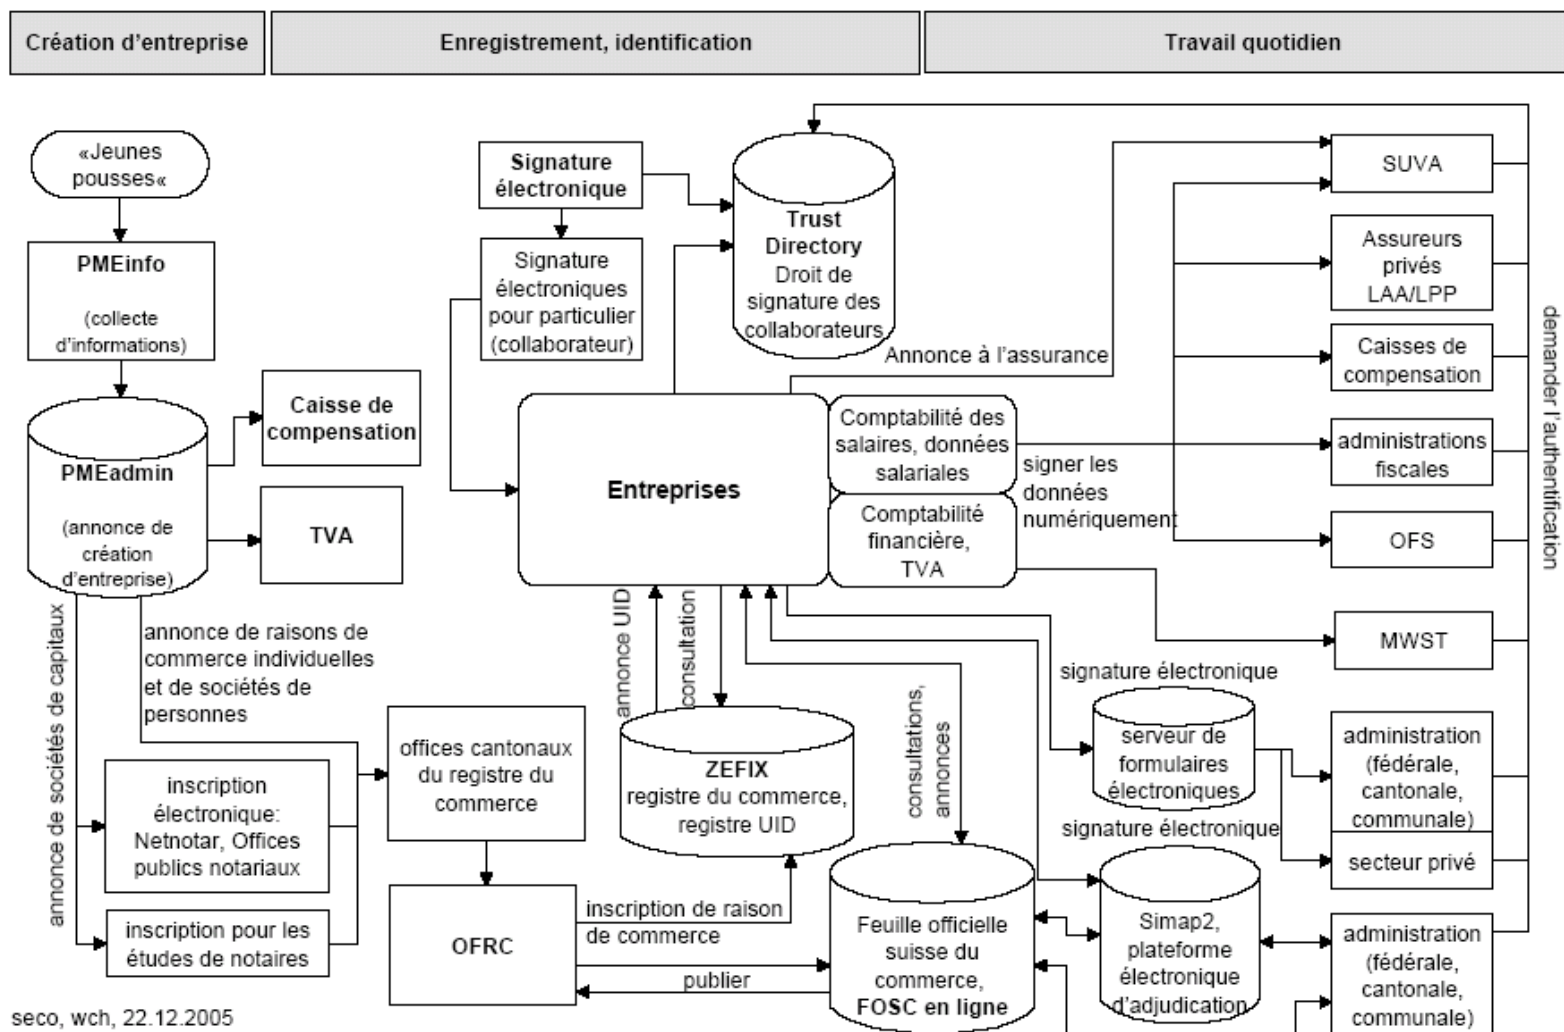 Création d'entreprise
Enregistrement, identification
Travail quotidien
«Jeunes
pousses«
PMEinfo
(collecte
d'informations)
PMEadmin
(annonce de
création
d'entreprise)
Caisse de
compensation
TVA
annonce de sociétés de capitaux
annonce de raisons de
commerce individuelles
et de sociétés de
personnes
inscription
électronique:
Netnotar, Offices
publics notariaux
inscription pour les
études de notaires
seco, wch, 22.12.2005
Signature
électronique
Signature
électroniques
pour particulier
(collaborateur)
Trust
Directory
Droit de
signature des
collaborateurs
Annonce à l'assurance
Entreprises
Comptabilité des
salaires, données
salariales
Comptabilité
financière,
TVA
signer les
données
numériquement
annonce UID
consultation
offices cantonaux
du registre du
commerce
ZEFIX
registre du commerce,
registre UID
consultations,
annonces
OFRC
inscription de raison
de commerce
publier
Feuille officielle
suisse du
commerce,
FOSC en ligne
signature électronique
serveur de
formulaires
électroniques
signature électronique
Simap2,
plateforme
électronique
d'adjudication
SUVA
Assureurs
privés
LAA/LPP
Caisses de
compensation
administrations
fiscales
OFS
MWST
administration
(fédérale,
cantonale,
communale)
secteur privé
administration
(fédérale,
cantonale,
communale)
demander l'authentification